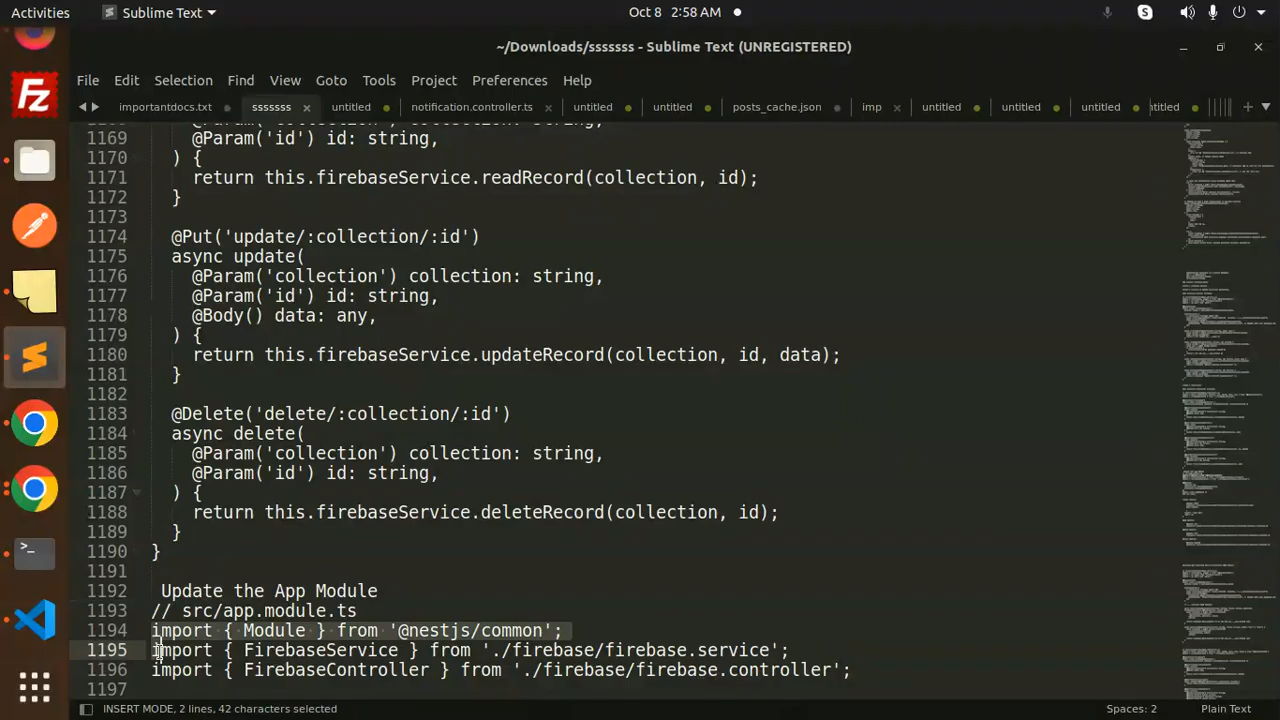 Activities Sublime Text Oct 8 2:58 AM
~/Downloads/sssssss - Sublime Text (UNREGISTERED)
File Edit Selection Find View Goto Tools Project Preferences Help
importantdocs.txt sssssss untitled notification.controller.ts untitled untitled posts_cache.json imp untitled untitled untitled
1169 @Param('id') id: string,
1170 ) {
1171 return this.firebaseService.readRecord(collection, id);
1172 }
1173
1174 @Put('update/:collection/:id')
1175 async update(
1176 @Param('collection') collection: string,
1177 @Param('id') id: string,
1178 @Body() data: any,
1179 ) {
1180 return this.firebaseService.updateRecord(collection, id, data);
1181 }
1182
1183 @Delete('delete/:collection/:id')
1184 async delete(
1185 @Param('collection') collection: string,
1186 @Param('id') id: string,
1187 ) {
1188 return this.firebaseService.deleteRecord(collection, id);
1189 }
1190 }
1191
1192 Update the App Module
1193 // src/app.module.ts
1194 import { Module } from '@nestjs/common';
1195 import { FirebaseService } from './firebase/firebase.service';
1196 import { FirebaseController } from './firebase/firebase.controller';
1197
INSERT MODE, 2 lines, 42 characters selected Spaces: 2 Plain Text